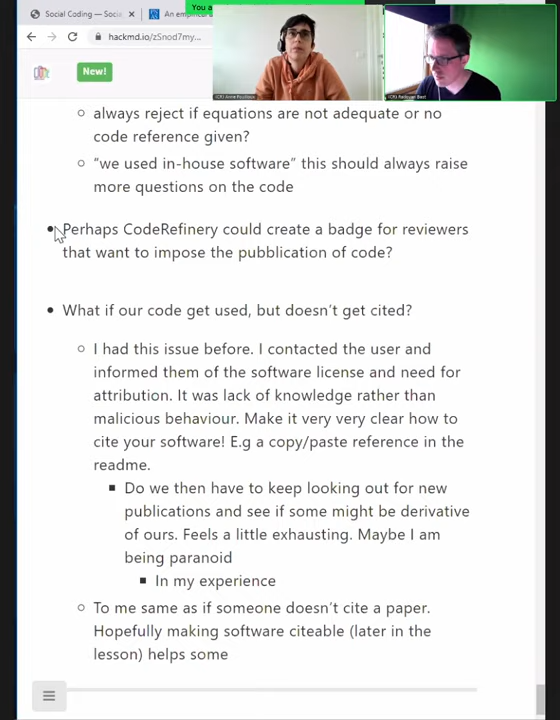 Social Coding — Soci
An empirica
You a
hackmd.io/zSnod7my...
New!
always reject if equations are not adequate or no
code reference given?
“we used in-house software” this should always raise
more questions on the code
Perhaps CodeRefinery could create a badge for reviewers
that want to impose the pubblication of code?
What if our code get used, but doesn’t get cited?
I had this issue before. I contacted the user and
informed them of the software license and need for
attribution. It was lack of knowledge rather than
malicious behaviour. Make it very very clear how to
cite your software! E.g a copy/paste reference in the
readme.
Do we then have to keep looking out for new
publications and see if some might be derivative
of ours. Feels a little exhausting. Maybe I am
being paranoid
In my experience
To me same as if someone doesn’t cite a paper.
Hopefully making software citeable (later in the
lesson) helps some